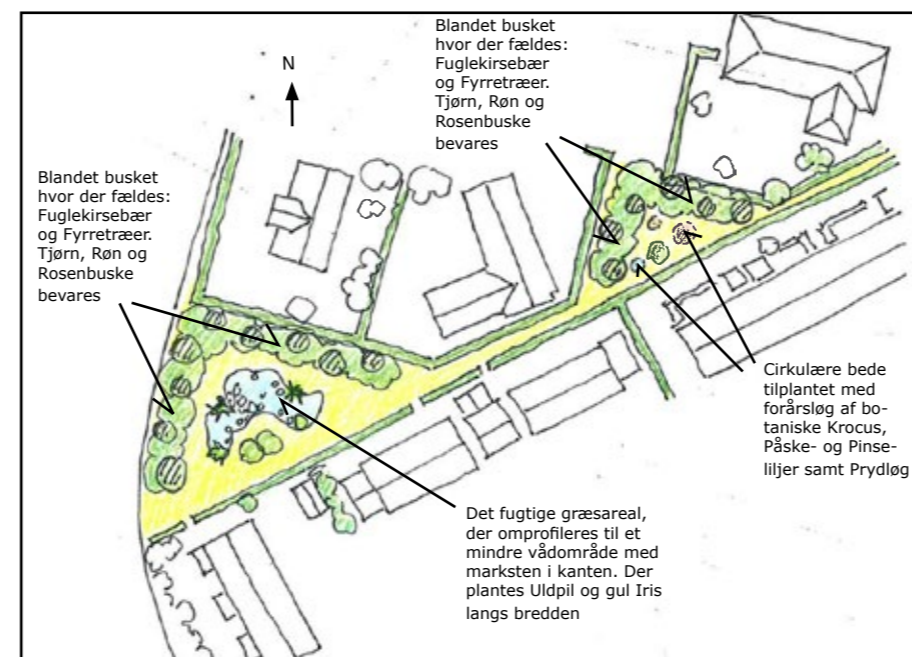 Blandet busket
hvor der fældes:
Fuglekirsebær
og Fyrretræer.
Tjørn, Røn og
Rosenbuske
bevares
N
Blandet busket
hvor der fældes:
Fuglekirsebær
og Fyrretræer.
Tjørn, Røn og
Rosenbuske
bevares
Cirkulære bede
tilplantet med
forårsløg af bo-
taniske Krocus,
Påske- og Pinse-
liljer samt Prydløg
Det fugtige græsareal,
der omprofileres til et
mindre vådområde med
marksten i kanten. Der
plantes Uldpil og gul Iris
langs bredden